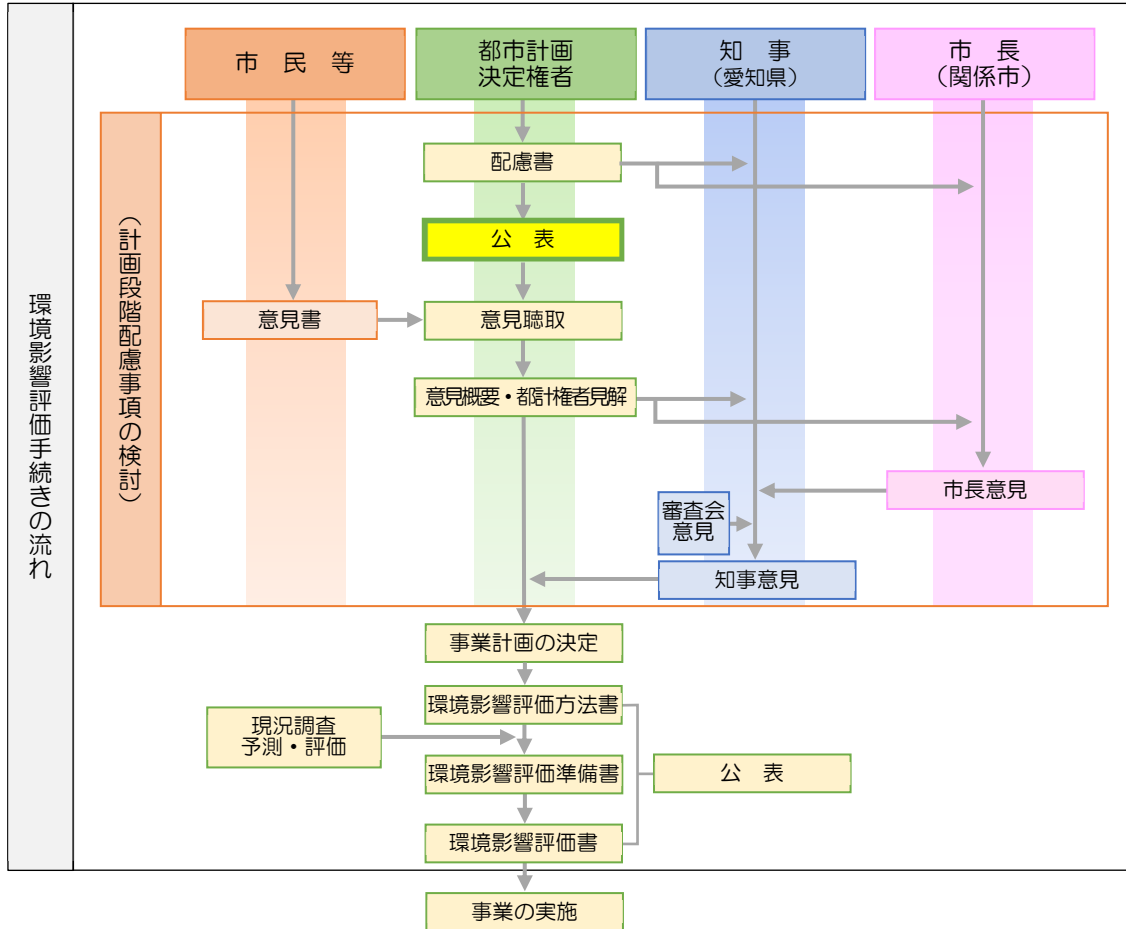 市 民 等
都市計画
決定権者
知 事
（愛知県）
市 長
（関係市）
環境影響評価手続きの流れ
（計画段階配慮事項の検討）
配慮書
公 表
意見書
意見聴取
意見概要・都計権者見解
市長意見
審査会
意見
知事意見
事業計画の決定
環境影響評価方法書
現況調査
予測・評価
環境影響評価準備書
公 表
環境影響評価書
事業の実施